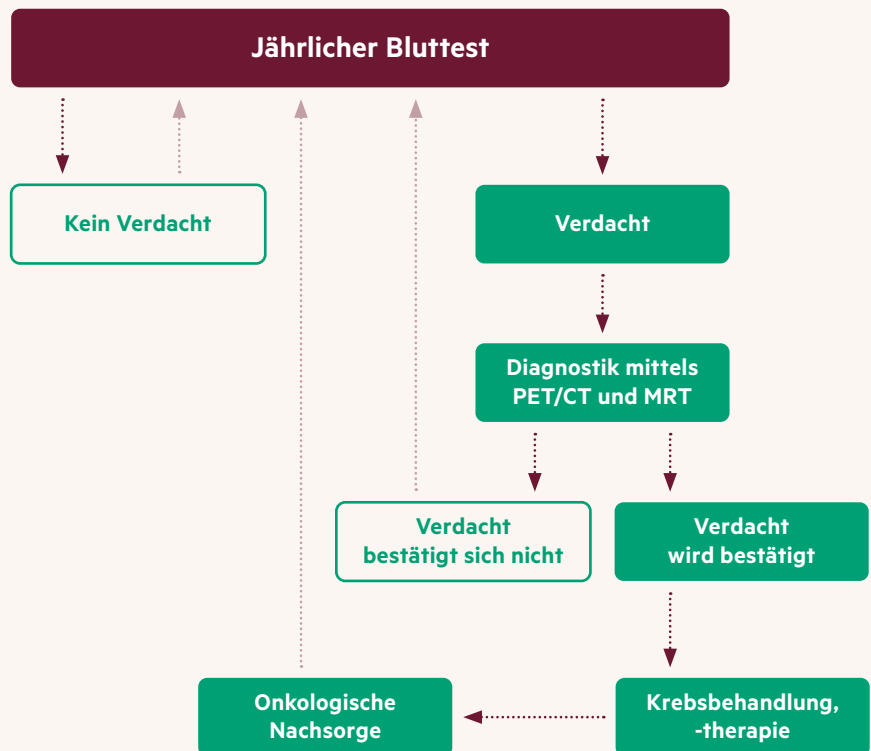 Jährlicher Bluttest
Kein Verdacht
Verdacht
Diagnostik mittels
PET/CT und MRT
Verdacht
bestätigt sich nicht
Verdacht
wird bestätigt
Onkologische
Nachsorge
Krebsbehandlung,
-therapie